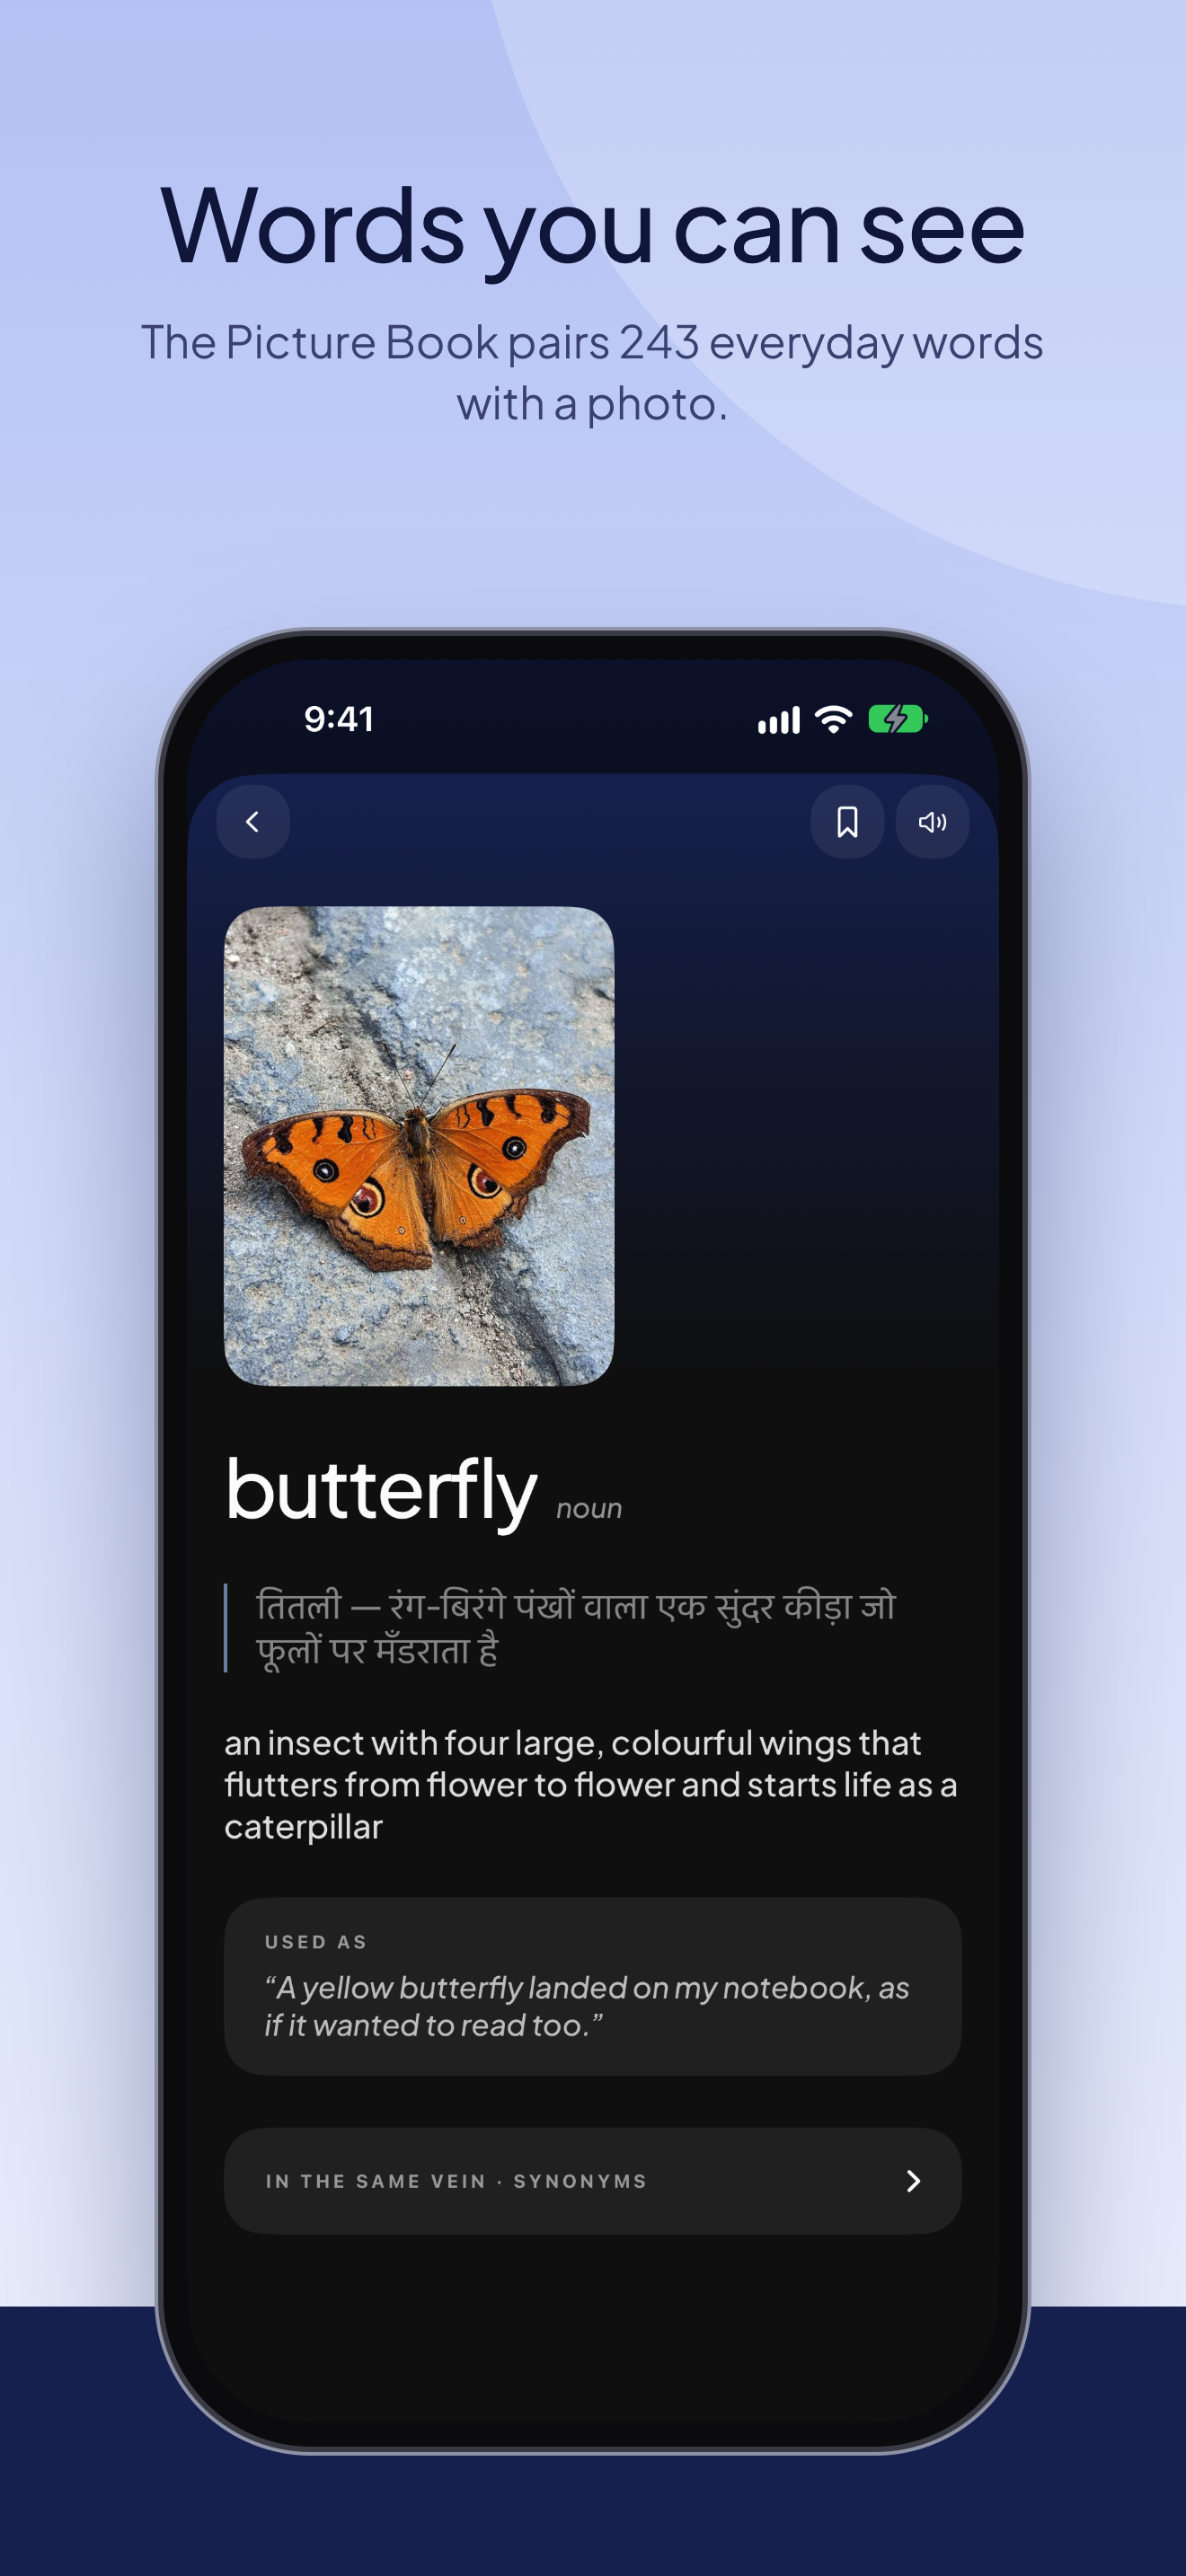 Words you can see
The Picture Book pairs 243 everyday words
with a photo.
9:41
butterfly noun
तितली — रंग-बिरंगे पंखों वाला एक सुंदर कीड़ा जो
फूलों पर मँडराता है
an insect with four large, colourful wings that
flutters from flower to flower and starts life as a
caterpillar
USED AS
“A yellow butterfly landed on my notebook, as
if it wanted to read too.”
IN THE SAME VEIN · SYNONYMS